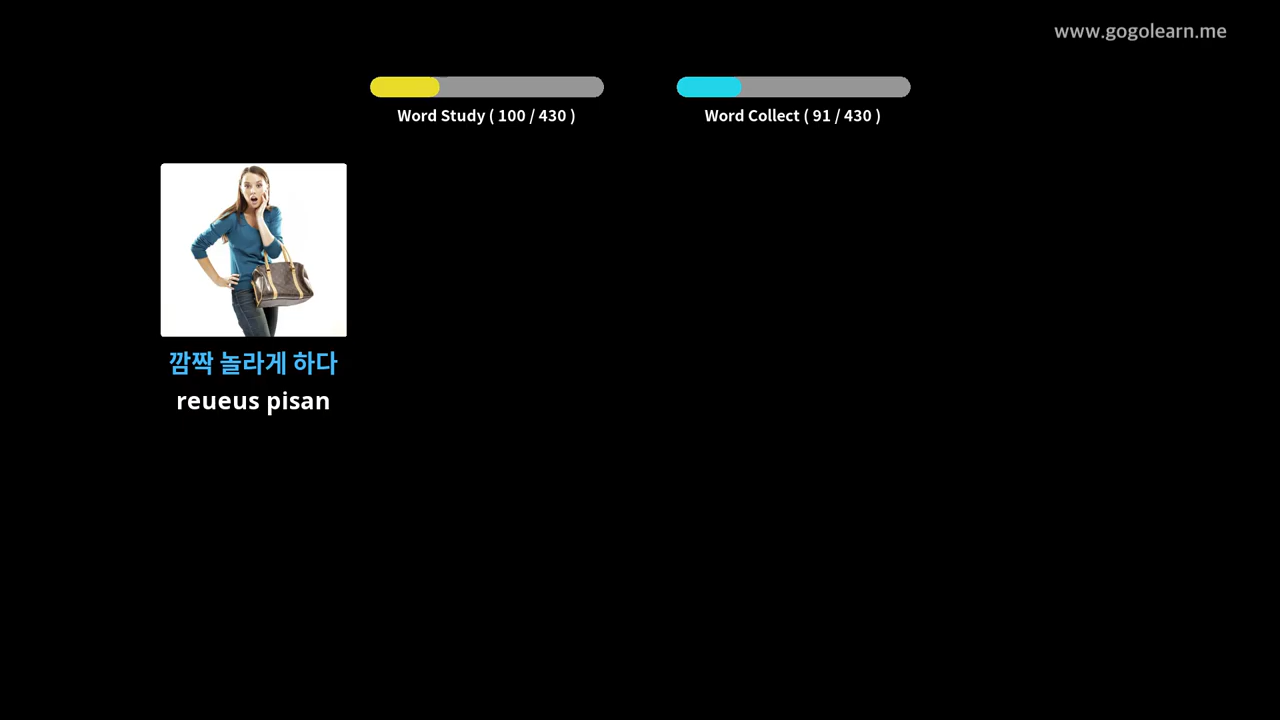 www.gogolearn.me
Word Study ( 100 / 430 )
Word Collect ( 91 / 430 )
깜짝 놀라게 하다
reueus pisan